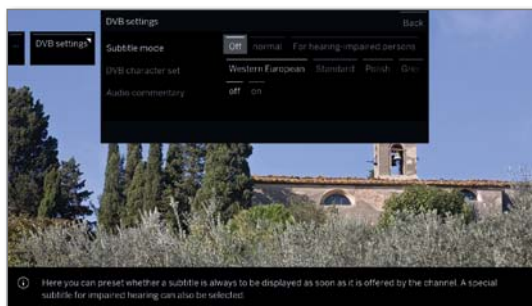 DVB settings Back
... DVB settings
Subtitle mode Off normal For hearing-impaired persons
DVB character set Western European Standard Polish Gre
Audio commentary off on
Here you can preset whether a subtitle is always to be displayed as soon as it is offered by the channel. A special
subtitle for impaired hearing can also be selected.